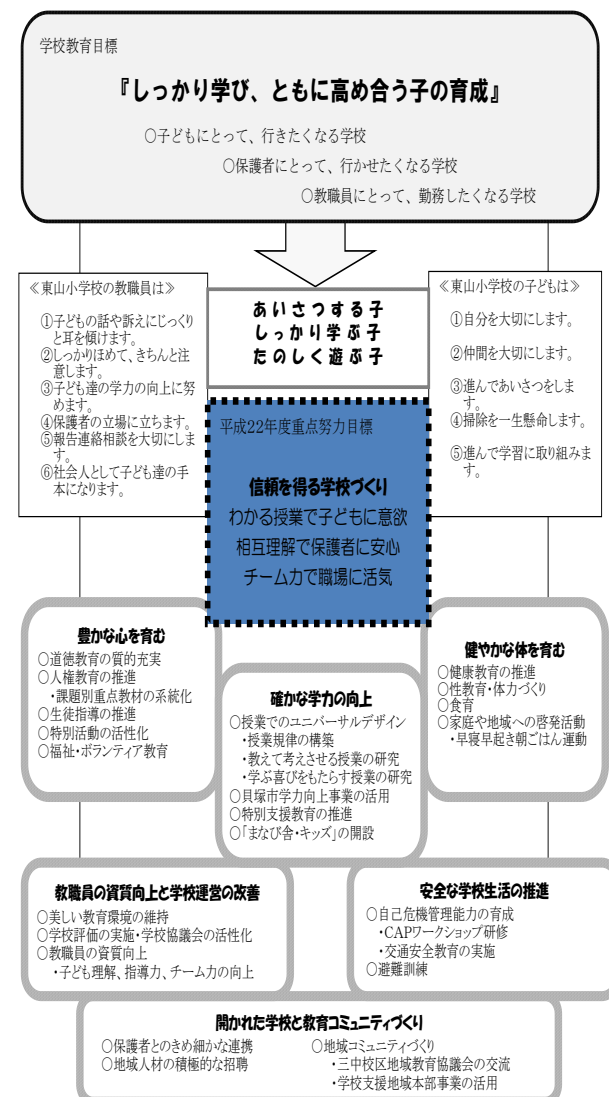 学校教育目標
『しっかり学び、ともに高め合う子の育成』
○子どもにとって、行きたくなる学校
○保護者にとって、行かせたくなる学校
○教職員にとって、勤務したくなる学校
≪東山小学校の教職員は≫
①子どもの話や訴えにじっくり
と耳を傾けます。
②しっかりほめて、きちんと注
意します。
③子ども達の学力の向上に努
めます。
④保護者の立場に立ちます。
⑤報告連絡相談を大切にしま
す。
⑥社会人として子ども達の手
本になります。
あいさつする子
しっかり学ぶ子
たのしく遊ぶ子
≪東山小学校の子どもは≫
①自分を大切にします。
②仲間を大切にします。
③進んであいさつをしま
す。
④掃除を一生懸命します。
⑤進んで学習に取り組みま
す。
平成22年度重点努力目標
信頼を得る学校づくり
わかる授業で子どもに意欲
相互理解で保護者に安心
チーム力で職場に活気
豊かな心を育む
○道徳教育の質的充実
○人権教育の推進
・課題別重点教材の系統化
○生徒指導の推進
○特別活動の活性化
○福祉・ボランティア教育
確かな学力の向上
○授業でのユニバーサルデザイン
・授業規律の構築
・教えて考えさせる授業の研究
・学ぶ喜びをもたらす授業の研究
○貝塚市学力向上事業の活用
○特別支援教育の推進
○「まなび舎・キッズ」の開設
健やかな体を育む
○健康教育の推進
○性教育・体力づくり
○食育
○家庭や地域への啓発活動
・早寝早起き朝ごはん運動
教職員の資質向上と学校運営の改善
○美しい教育環境の維持
○学校評価の実施・学校協議会の活性化
○教職員の資質向上
・子ども理解、指導力、チーム力の向上
安全な学校生活の推進
○自己危機管理能力の育成
・CAPワークショップ研修
・交通安全教育の実施
○避難訓練
開かれた学校と教育コミュニティづくり
○保護者とのきめ細かな連携
○地域人材の積極的な招聘
○地域コミュニティづくり
・三中校区地域教育協議会の交流
・学校支援地域本部事業の活用